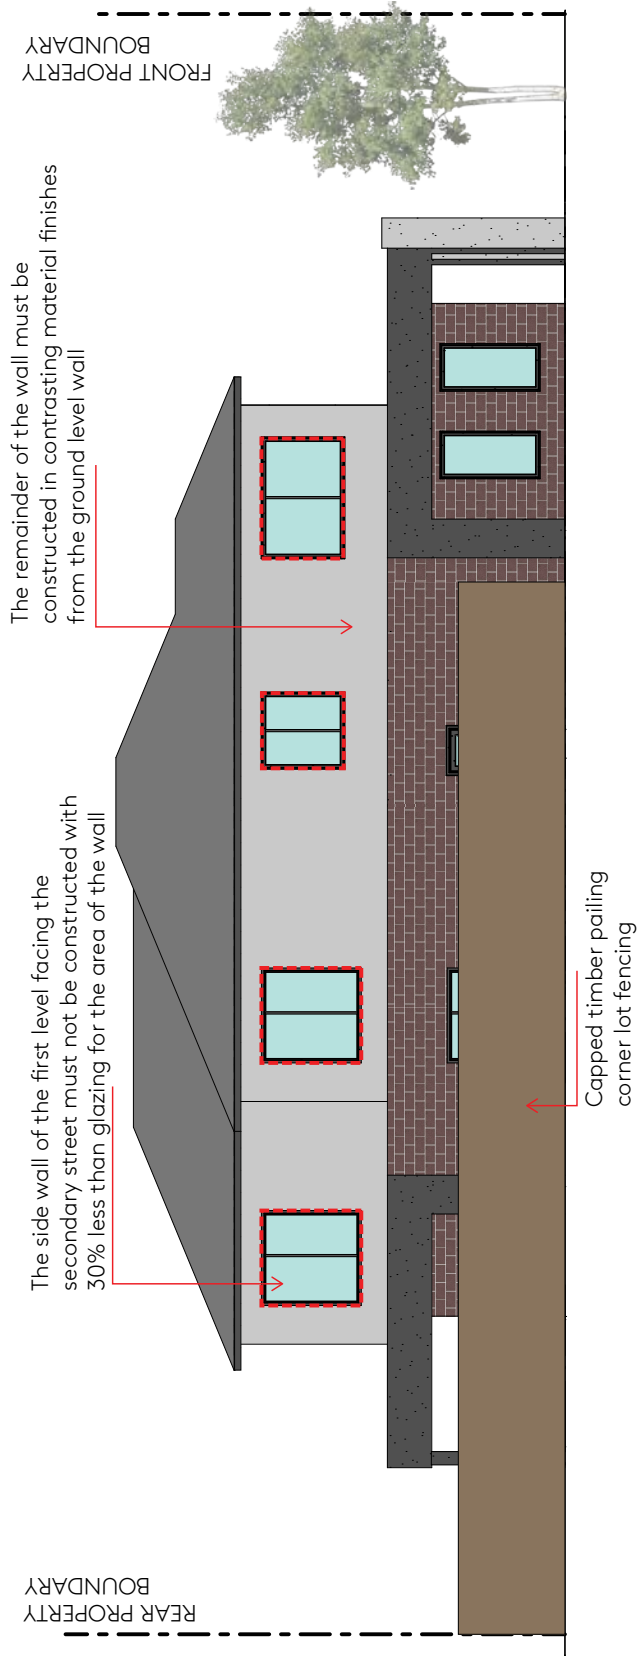 The side wall of the first level facing the
secondary street must not be constructed with
30% less than glazing for the area of the wall
The remainder of the wall must be
constructed in contrasting material finishes
from the ground level wall
REAR PROPERTY
BOUNDARY
FRONT PROPERTY
BOUNDARY
Capped timber pailing
corner lot fencing